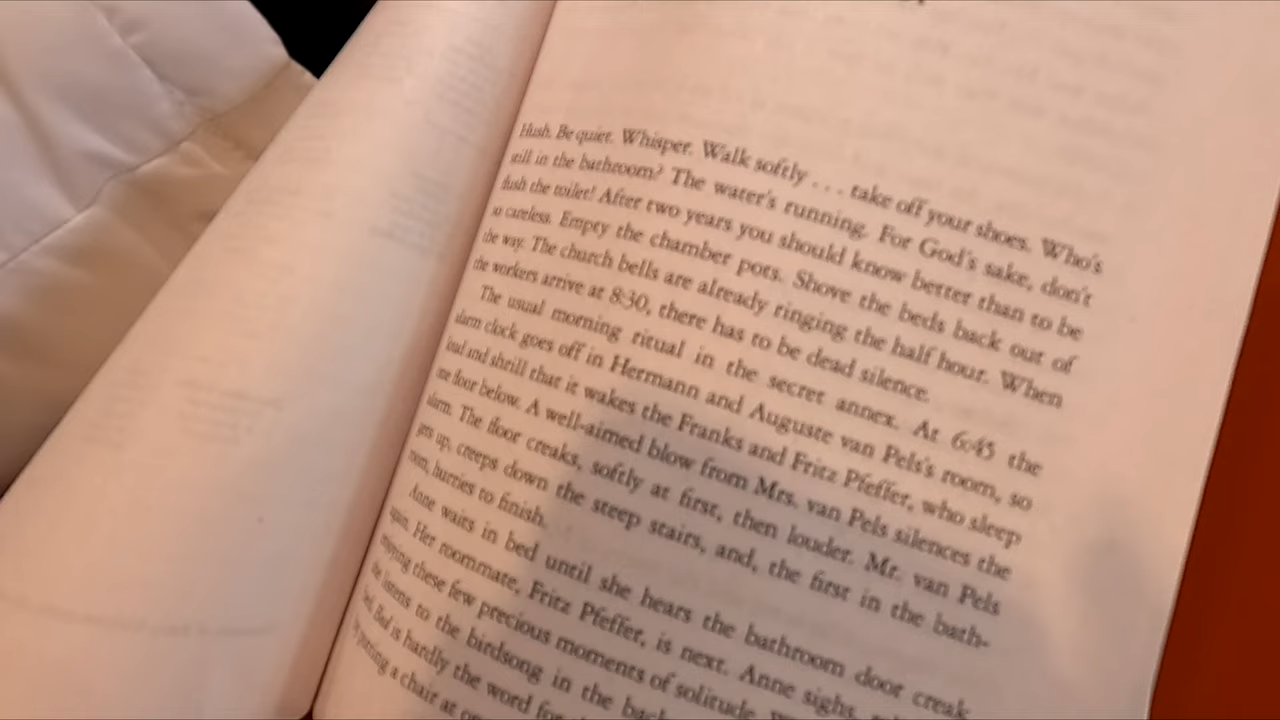 Hush. Be quiet. Whisper. Walk softly . . . take off your shoes. Who's
still in the bathroom? The water's running. For God's sake, don't
flush the toilet! After two years you should know better than to be
so careless. Empty the chamber pots. Shove the beds back out of
the way. The church bells are already ringing the half hour. When
the workers arrive at 8:30, there has to be dead silence.
The usual morning ritual in the secret annex. At 6:45 the
alarm clock goes off in Hermann and Auguste van Pels's room, so
loud and shrill that it wakes the Franks and Fritz Pfeffer, who sleep
one floor below. A well-aimed blow from Mrs. van Pels silences the
alarm. The floor creaks, softly at first, then louder. Mr. van Pels
gets up, creeps down the steep stairs, and, the first in the bath-
room, hurries to finish.
Anne waits in bed until she hears the bathroom door creak
again. Her roommate, Fritz Pfeffer, is next. Anne sighs,
enjoying these few precious moments of solitude.
she listens to the birdsong in the
bed. Bed is hardly the word for
by putting a chair at